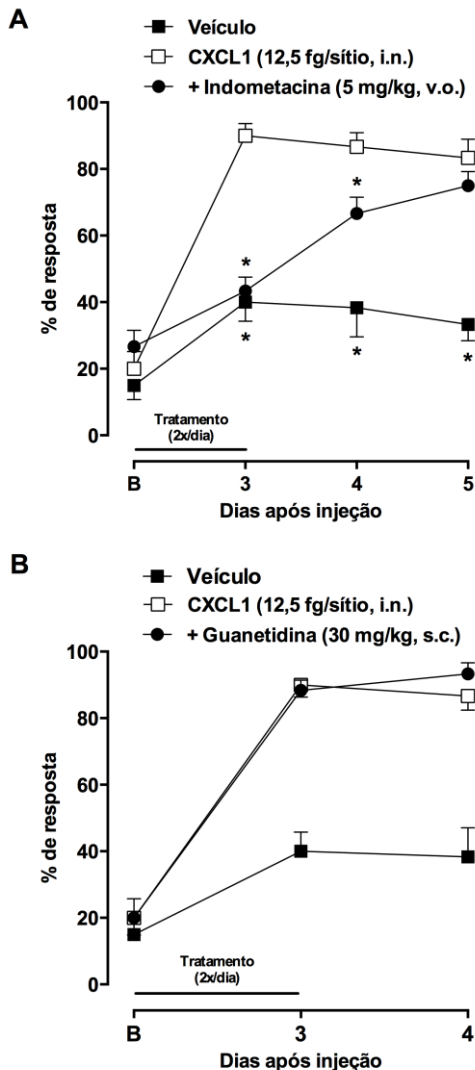 A
Veículo
CXCL1 (12,5 fg/sítio, i.n.)
+ Indometacina (5 mg/kg, v.o.)
% de resposta
100
80
60
40
20
0
*
*
*
*
*
Tratamento
(2x/dia)
B 3 4 5
Dias após injeção
B
Veículo
CXCL1 (12,5 fg/sítio, i.n.)
+ Guanetidina (30 mg/kg, s.c.)
% de resposta
100
80
60
40
20
0
Tratamento
(2x/dia)
B 3 4
Dias após injeção